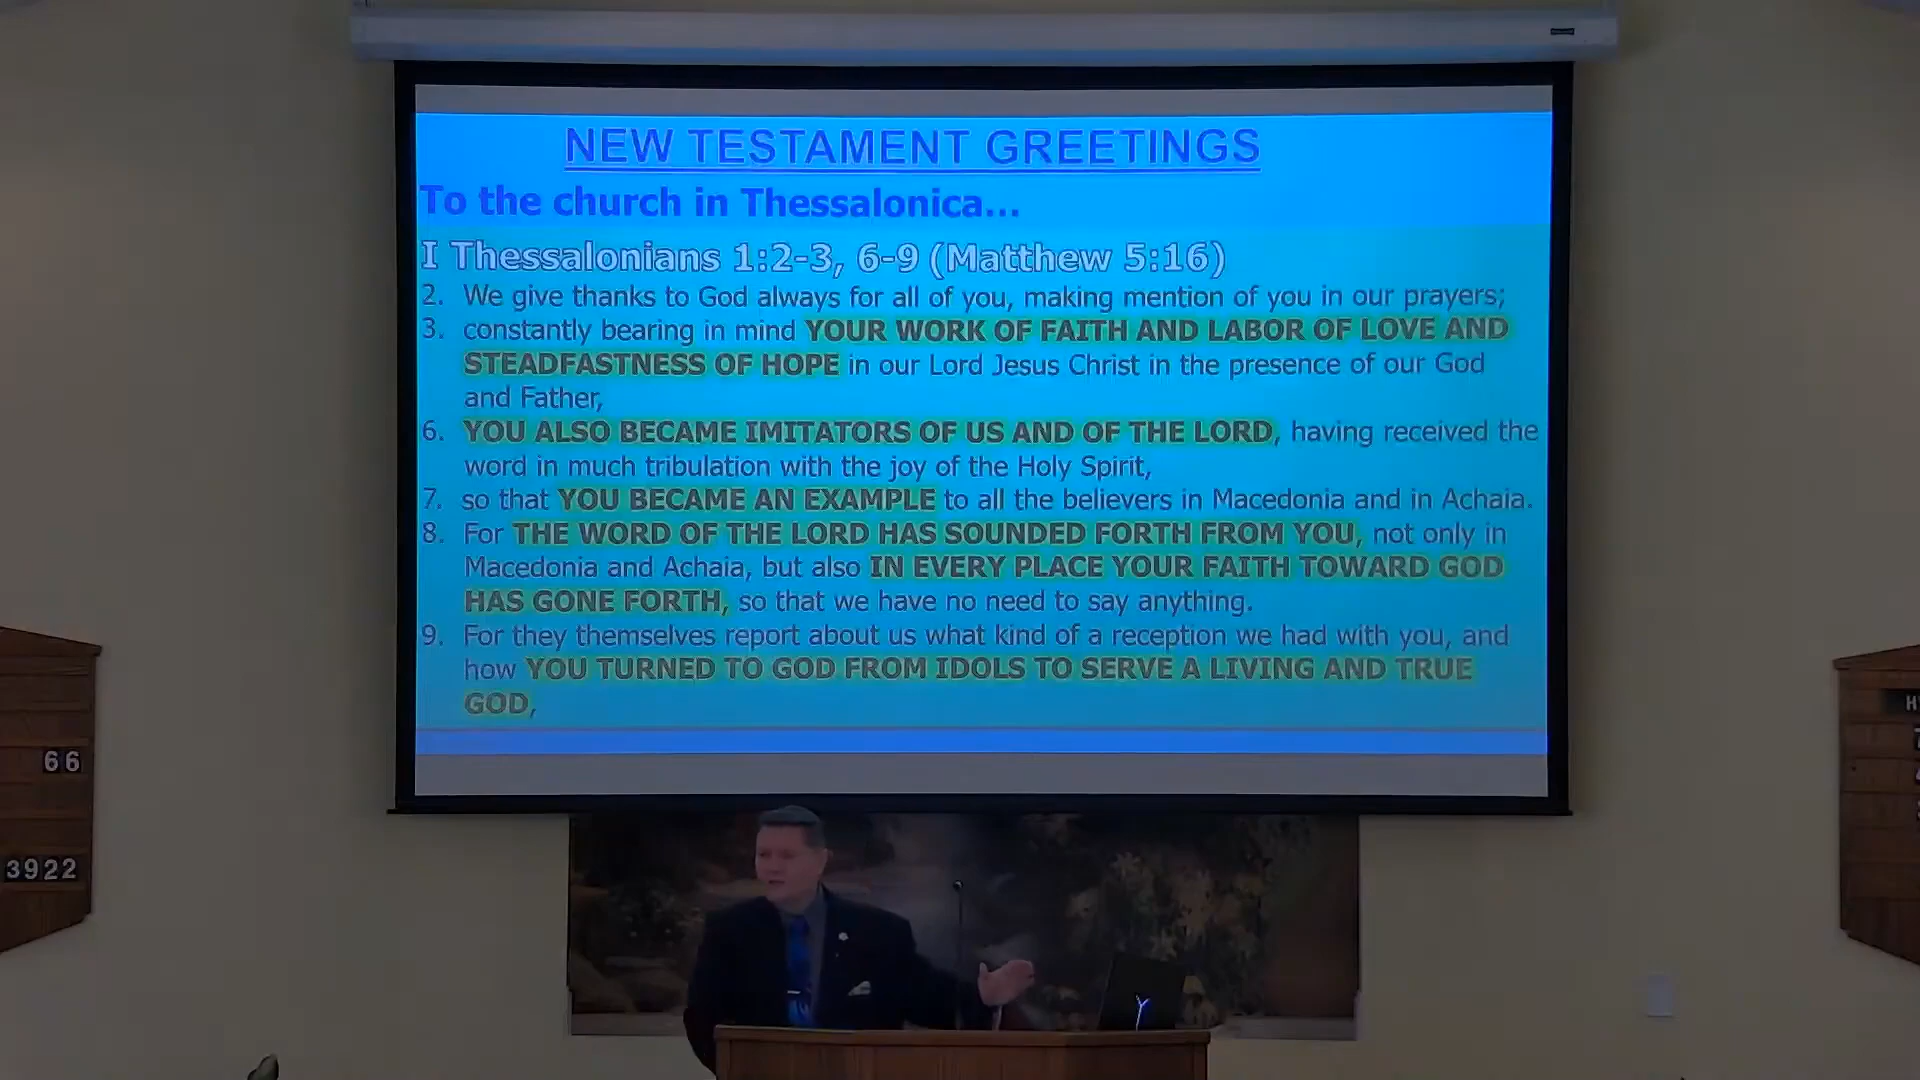 NEW TESTAMENT GREETINGS
To the church in Thessalonica...
I Thessalonians 1:2-3, 6-9 (Matthew 5:16)
2. We give thanks to God always for all of you, making mention of you in our prayers;
3. constantly bearing in mind YOUR WORK OF FAITH AND LABOR OF LOVE AND
STEADFASTNESS OF HOPE in our Lord Jesus Christ in the presence of our God
and Father,
6. YOU ALSO BECAME IMITATORS OF US AND OF THE LORD, having received the
word in much tribulation with the joy of the Holy Spirit,
7. so that YOU BECAME AN EXAMPLE to all the believers in Macedonia and in Achaia.
8. For THE WORD OF THE LORD HAS SOUNDED FORTH FROM YOU, not only in
Macedonia and Achaia, but also IN EVERY PLACE YOUR FAITH TOWARD GOD
HAS GONE FORTH, so that we have no need to say anything.
9. For they themselves report about us what kind of a reception we had with you, and
how YOU TURNED TO GOD FROM IDOLS TO SERVE A LIVING AND TRUE
GOD,
66
3922